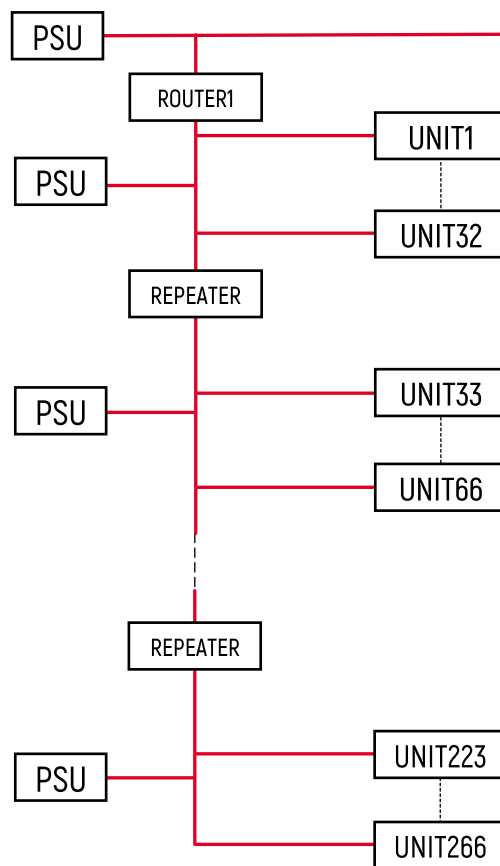 PSU
ROUTER1
UNIT1
PSU
UNIT32
REPEATER
UNIT33
PSU
UNIT66
REPEATER
UNIT223
PSU
UNIT266